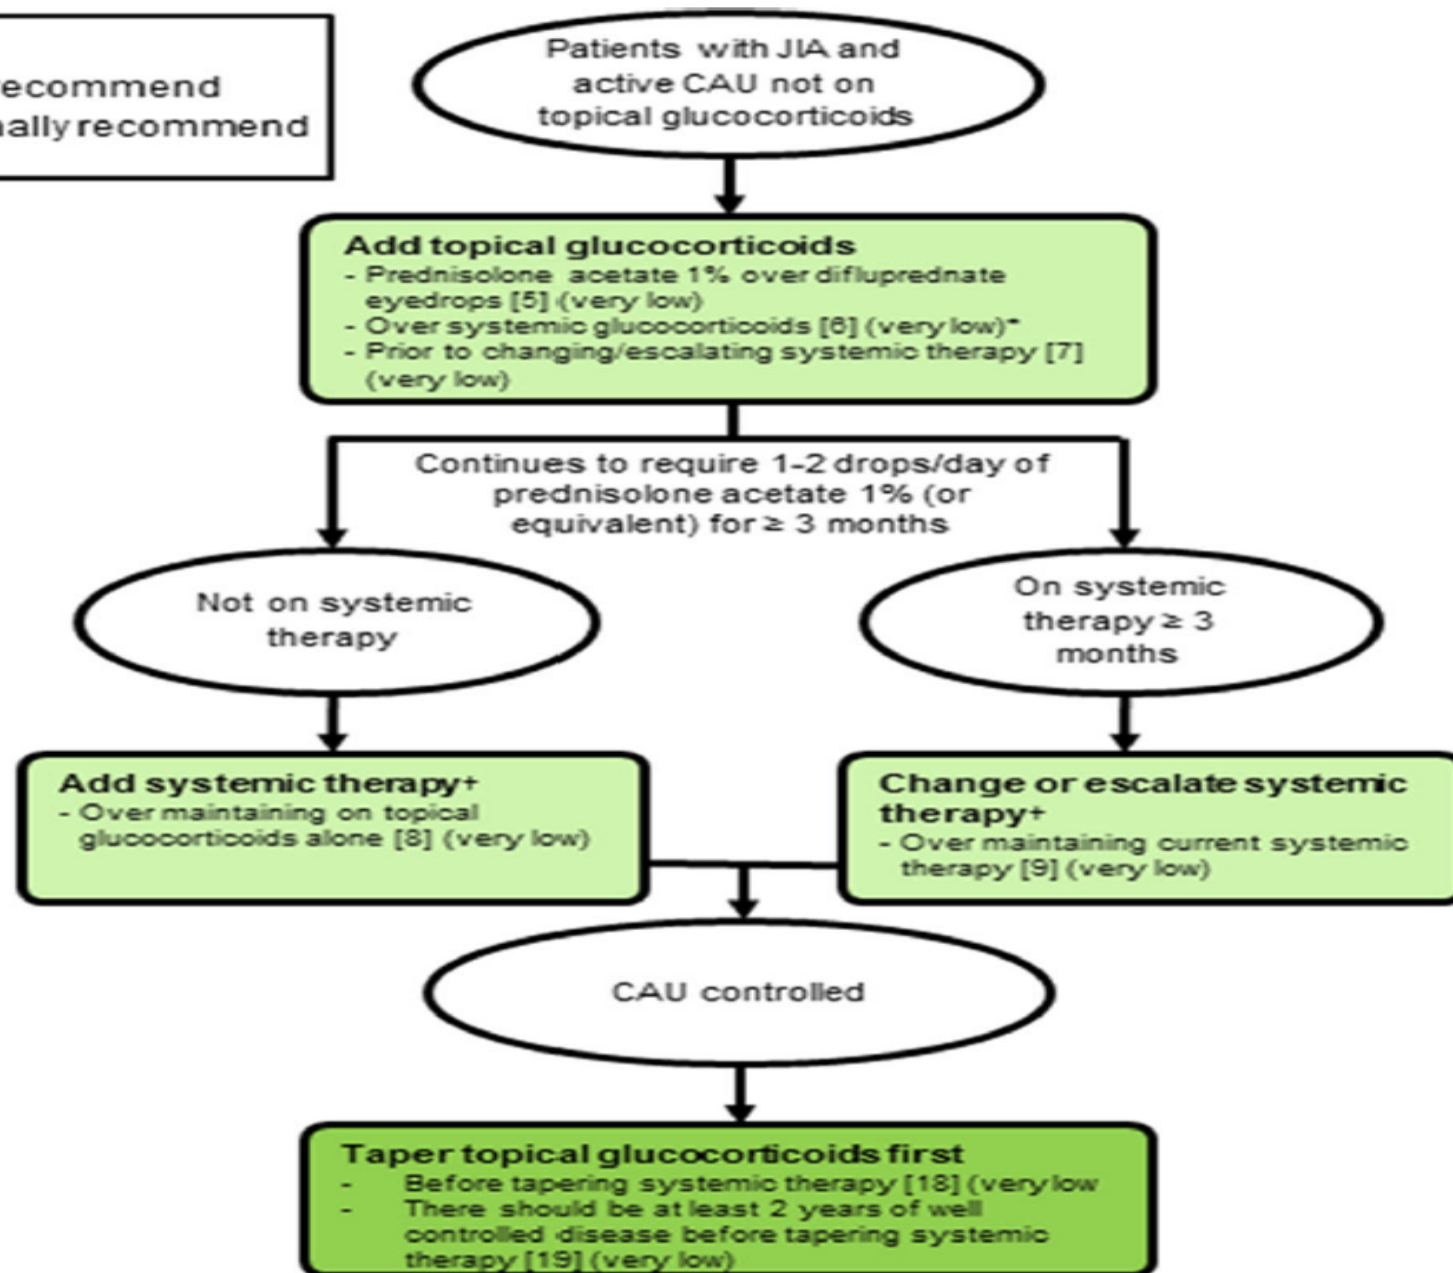 ecommend
nally recommend
Patients with JIA and
active CAU not on
topical glucocorticoids
Add topical glucocorticoids
- Prednisolone acetate 1% over difluprednate
eyedrops [5] (very low)
- Over systemic glucocorticoids [6] (very low)*
- Prior to changing/escalating systemic therapy [7]
(very low)
Continues to require 1-2 drops/day of
prednisolone acetate 1% (or
equivalent) for ≥ 3 months
Not on systemic
therapy
On systemic
therapy ≥ 3
months
Add systemic therapy+
- Over maintaining on topical
glucocorticoids alone [8] (very low)
Change or escalate systemic
therapy+
- Over maintaining current systemic
therapy [9] (very low)
CAU controlled
Taper topical glucocorticoids first
- Before tapering systemic therapy [18] (very low
- There should be at least 2 years of well
controlled disease before tapering systemic
therapy [19] (very low)